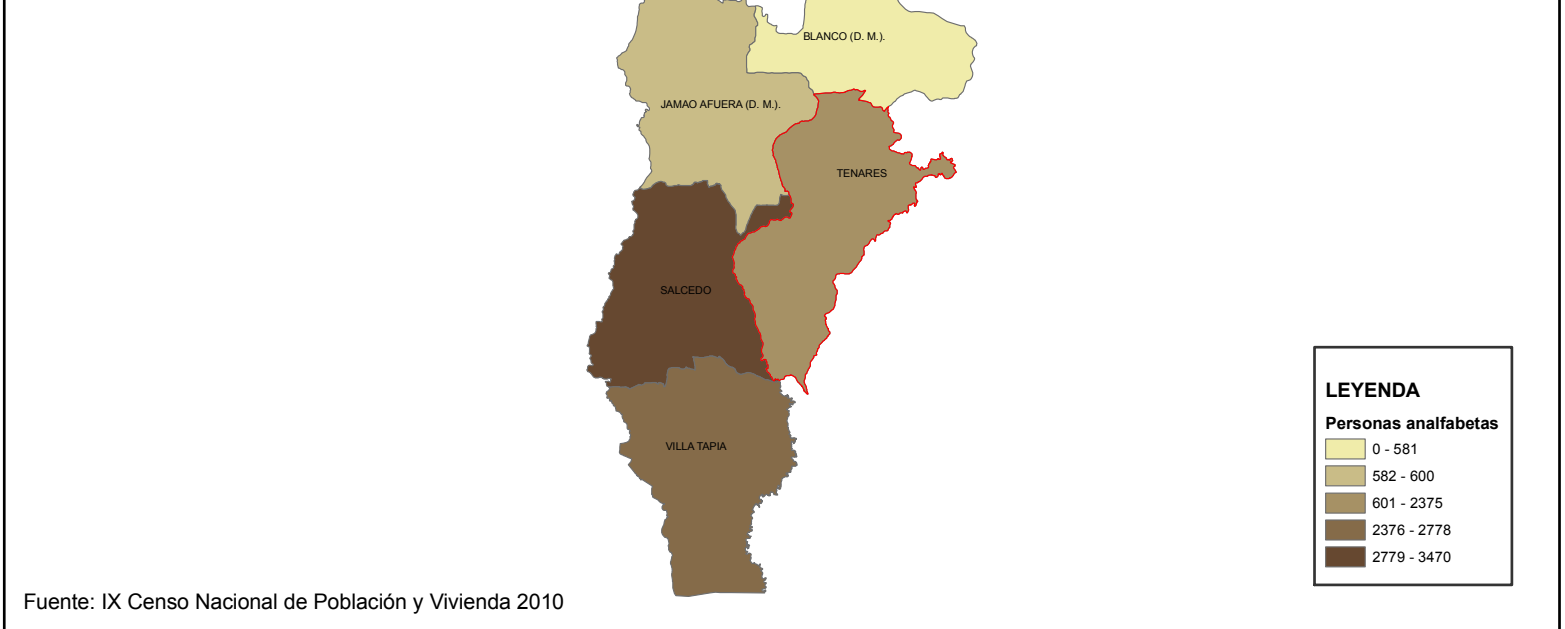 BLANCO (D. M.).
JAMAO AFUERA (D. M.).
TENARES
SALCEDO
VILLA TAPIA
LEYENDA
Personas analfabetas
0 - 581
582 - 600
601 - 2375
2376 - 2778
2779 - 3470
Fuente: IX Censo Nacional de Población y Vivienda 2010